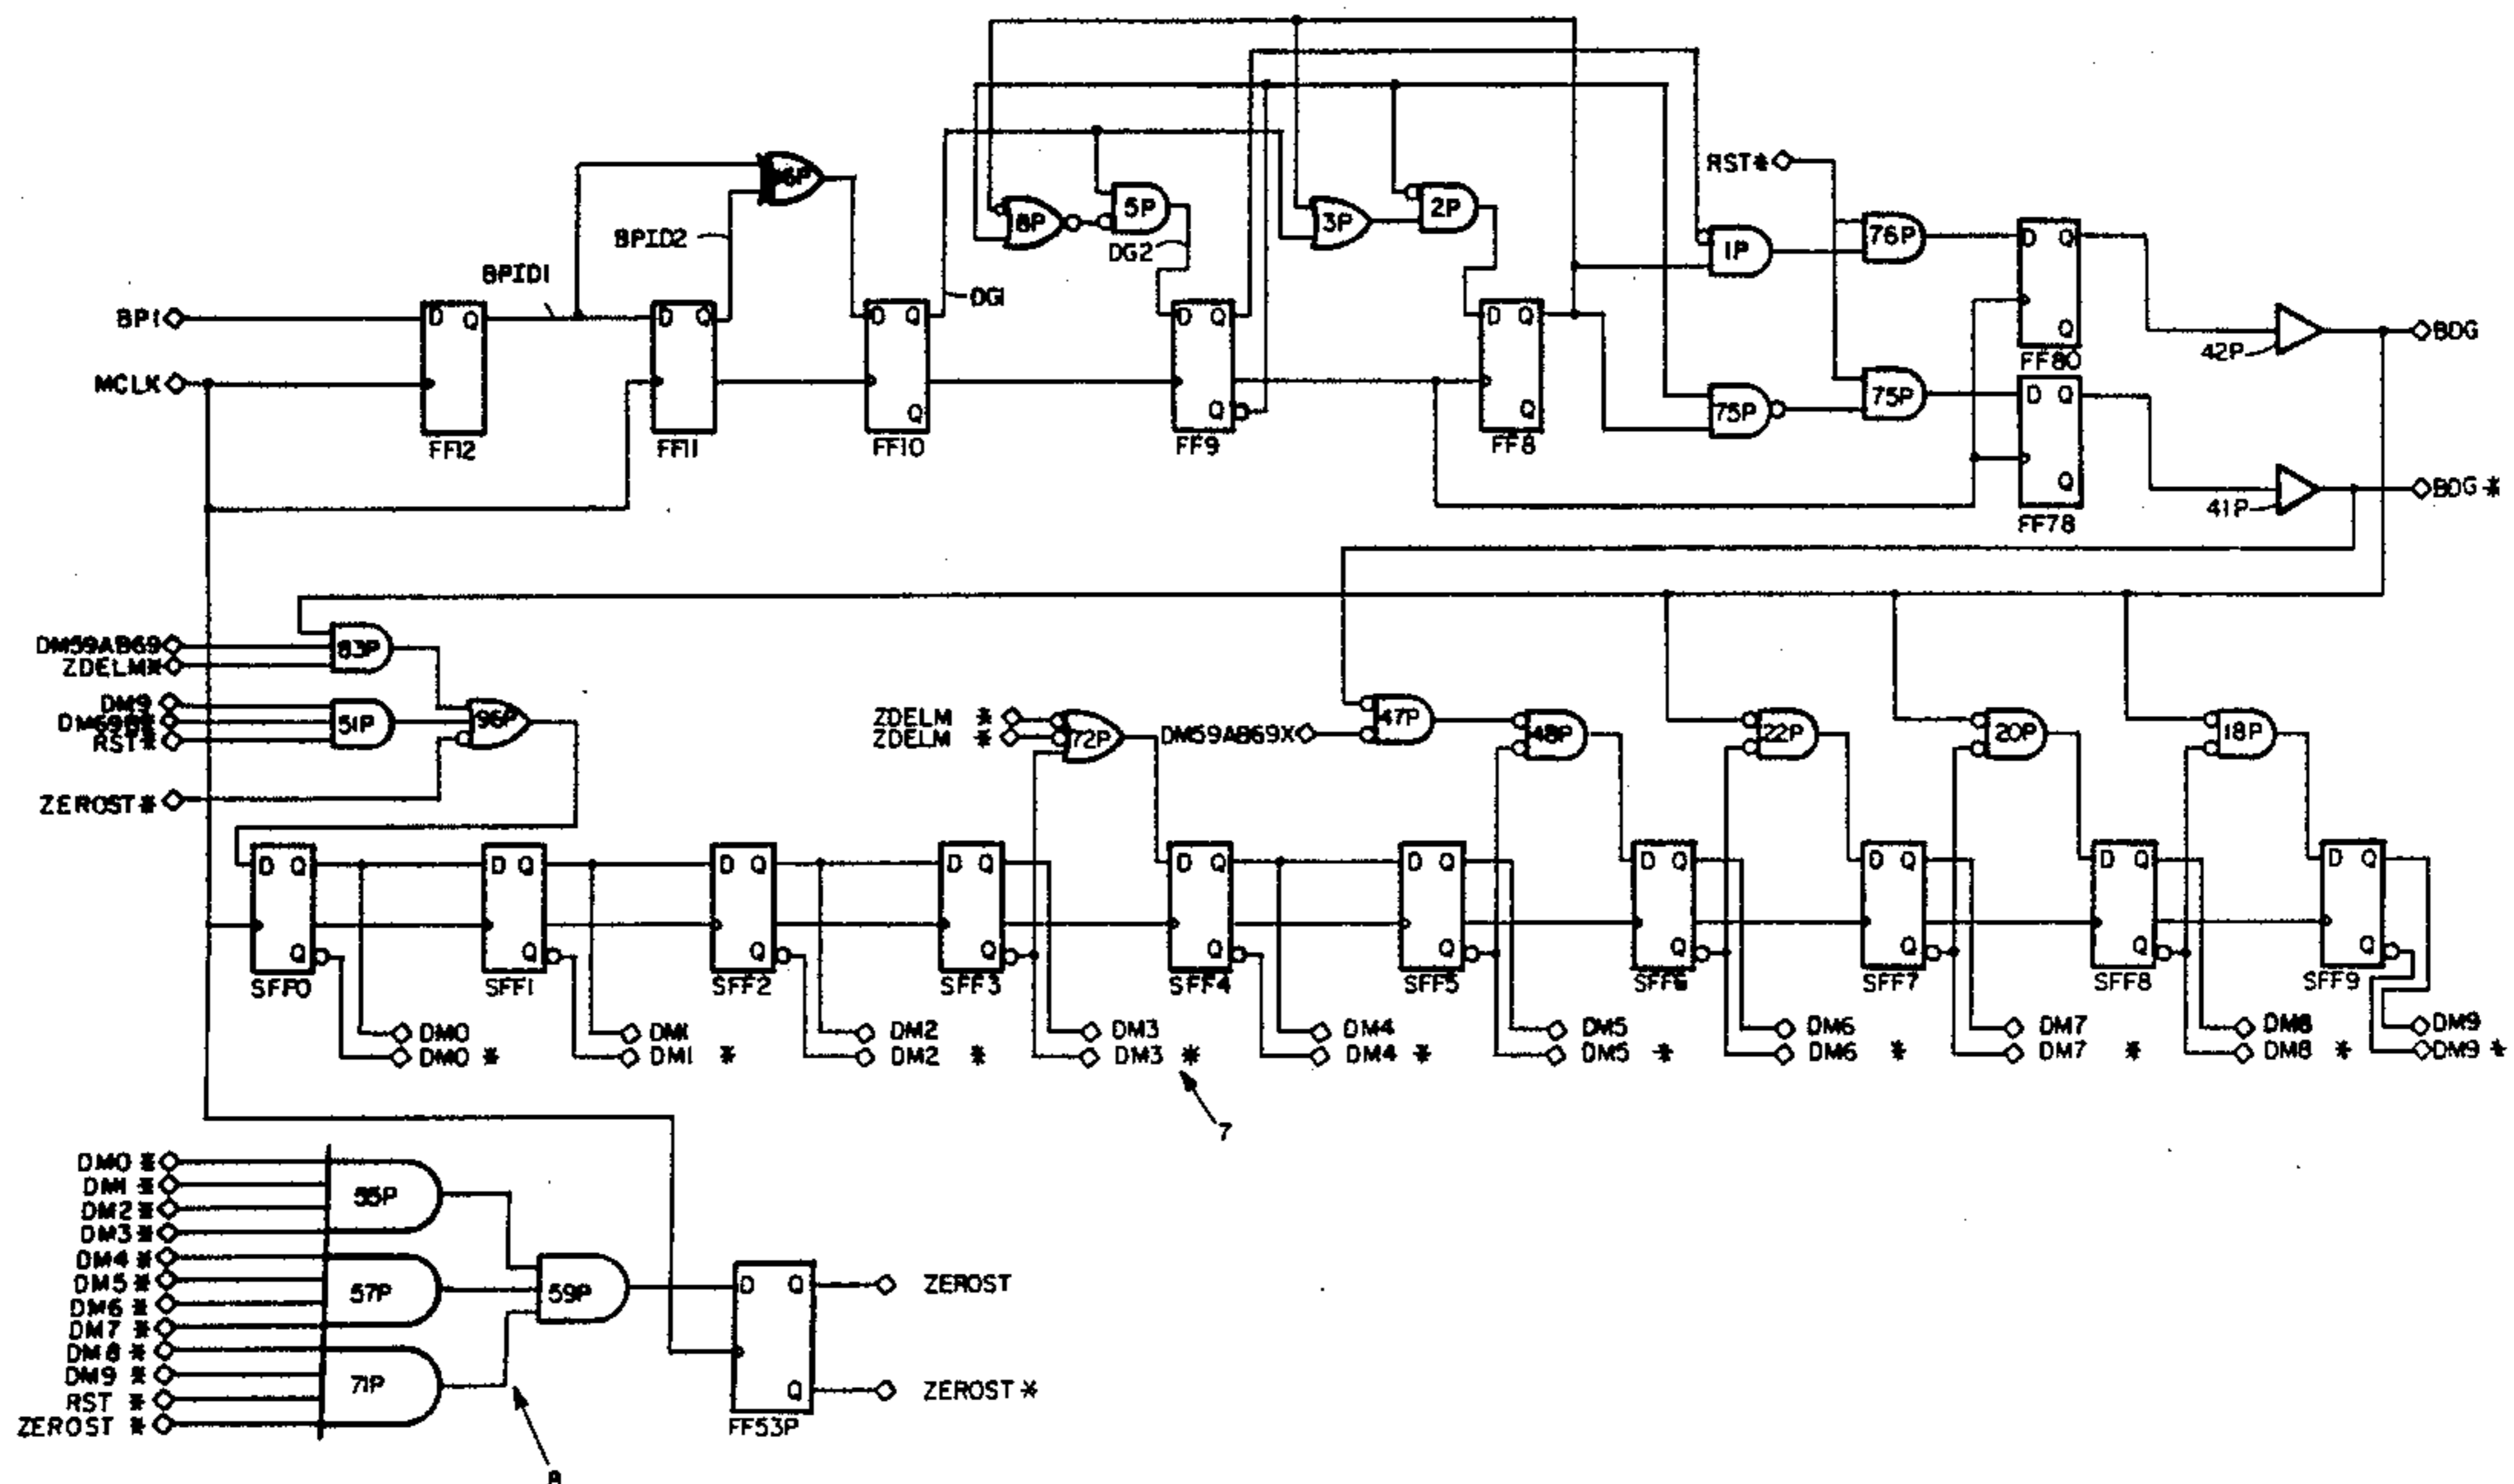 RST*
8P
5P
3P
2P
1P
76P
BPID2
DG2
BPID1
DG1
BPI
D Q
D Q
D Q
D Q
D Q
D Q
Q
42P
BDG
FF80
MCLK
Q
Q
Q
75P
75P
D Q
FF12
FF11
FF10
FF9
FF8
Q
41P
BDG *
FF78
DM59AB69
ZDELM*
83P
DM9
RST*
51P
96P
ZDELM *
ZDELM *
72P
DM59AB69X
47P
48P
22P
20P
18P
ZEROST*
D Q
D Q
D Q
D Q
D Q
D Q
D Q
D Q
D Q
D Q
Q
Q
Q
Q
Q
Q
Q
Q
Q
Q
SFF0
SFF1
SFF2
SFF3
SFF4
SFF5
SFF6
SFF7
SFF8
SFF9
DM0
DM1
DM2
DM3
DM4
DM5
DM6
DM7
DM8
DM9
DM0 *
DM1 *
DM2 *
DM3 *
DM4 *
DM5 *
DM6 *
DM7 *
DM8 *
DM9 *
7
DM0 *
DM1 *
DM2 *
DM3 *
DM4 *
DM5 *
DM6 *
DM7 *
DM8 *
DM9 *
RST *
ZEROST *
55P
57P
71P
59P
D Q
Q
FF53P
ZEROST
ZEROST *
8